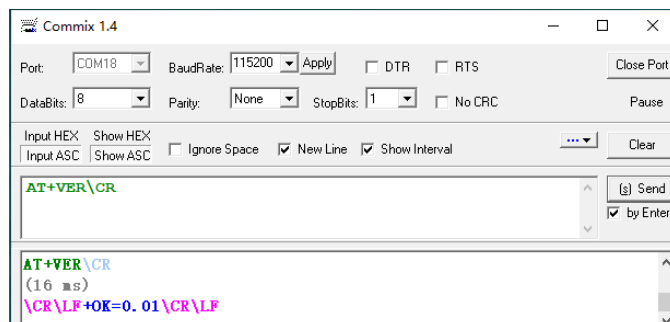 Commix 1.4
Port: COM18 BaudRate: 115200 Apply DTR RTS Close Port
DataBits: 8 Parity: None StopBits: 1 No CRC Pause
Input HEX Show HEX
Input ASC Show ASC Ignore Space New Line Show Interval ... Clear
AT+VER\CR (s) Send
by Enter
AT+VER\CR
(16 ms)
\CR\LF+OK=0.01\CR\LF